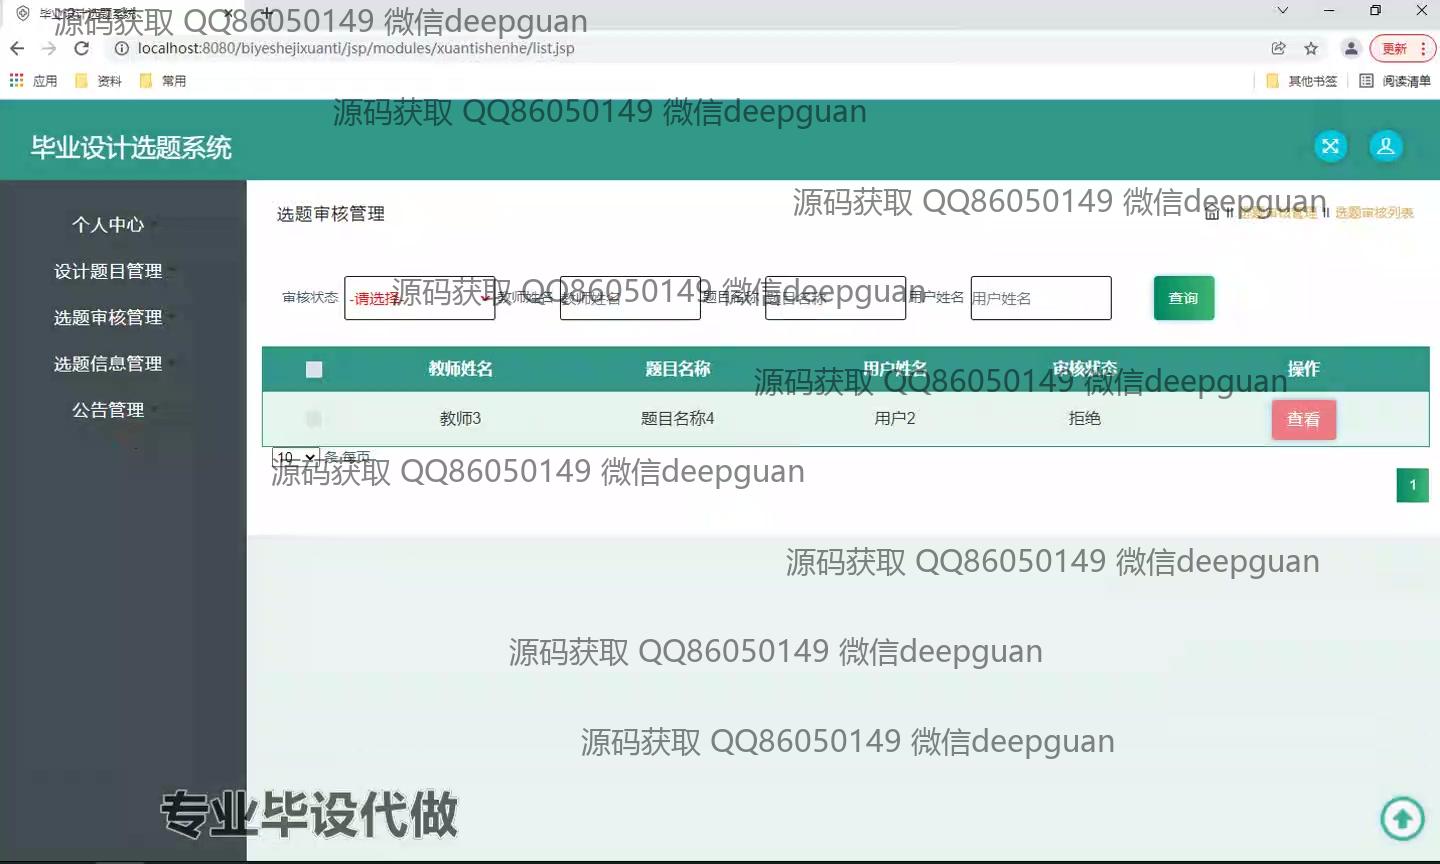 毕业设计选题系统
源码获取 QQ86050149 微信deepguan
localhost:8080/biyeshejixuanti/jsp/modules/xuantishenhe/list.jsp
更新
应用 资料 常用 其他书签 阅读清单
源码获取 QQ86050149 微信deepguan
毕业设计选题系统
源码获取 QQ86050149 微信deepguan
选题审核管理 选题审核管理 选题审核列表
个人中心
设计题目管理
选题审核管理
选题信息管理
公告管理
源码获取 QQ86050149 微信deepguan
审核状态 -请选择- 教师姓名 教师姓名 题目名称 题目名称 用户姓名 用户姓名 查询
教师姓名 题目名称 用户姓名 审核状态 操作
源码获取 QQ86050149 微信deepguan
教师3 题目名称4 用户2 拒绝 查看
10 条 每页
源码获取 QQ86050149 微信deepguan
1
源码获取 QQ86050149 微信deepguan
源码获取 QQ86050149 微信deepguan
源码获取 QQ86050149 微信deepguan
专业毕设代做